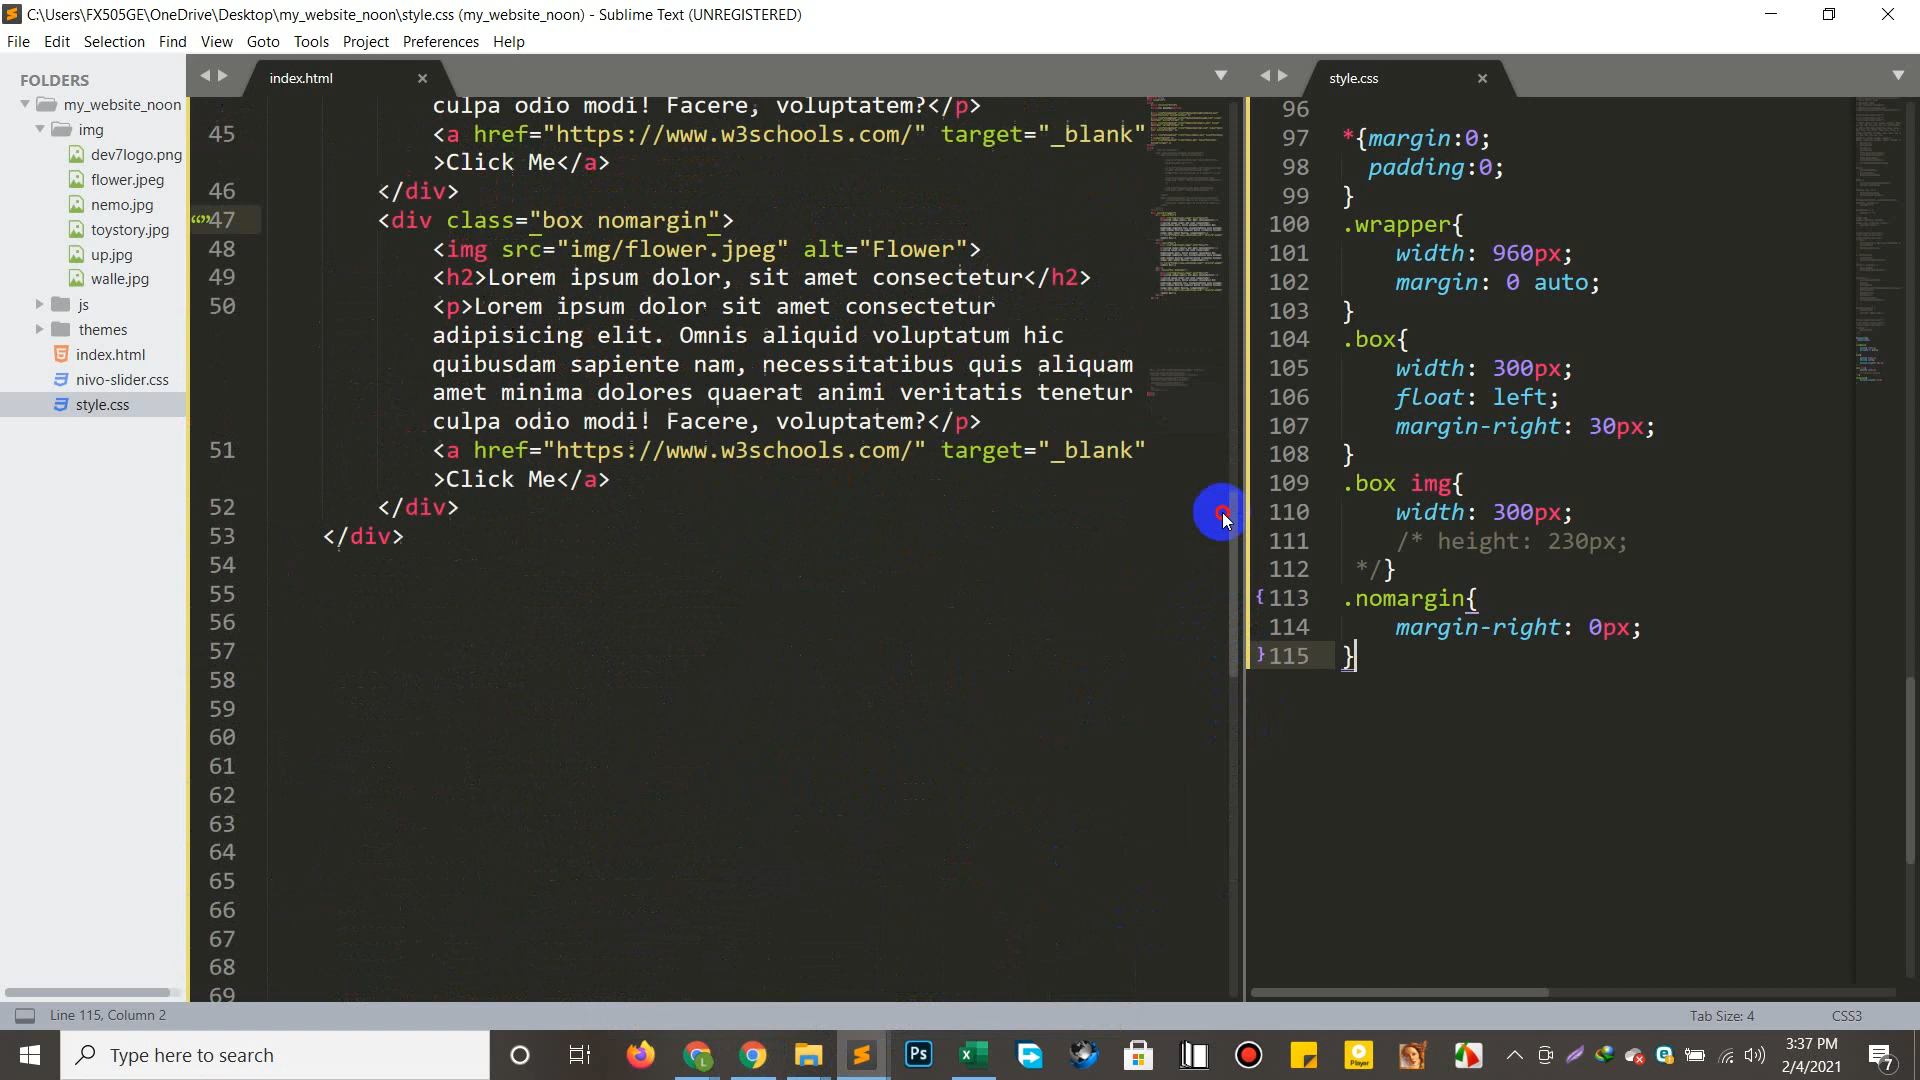 C:\Users\FX505GE\OneDrive\Desktop\my_website_noon\style.css (my_website_noon) - Sublime Text (UNREGISTERED)
File Edit Selection Find View Goto Tools Project Preferences Help
FOLDERS
my_website_noon
img
dev7logo.png
flower.jpeg
nemo.jpg
toystory.jpg
up.jpg
walle.jpg
js
themes
index.html
nivo-slider.css
style.css
index.html
culpa odio modi! Facere, voluptatem?</p>
45 <a href="https://www.w3schools.com/" target="_blank"
>Click Me</a>
46 </div>
47 <div class="box nomargin">
48 <img src="img/flower.jpeg" alt="Flower">
49 <h2>Lorem ipsum dolor, sit amet consectetur</h2>
50 <p>Lorem ipsum dolor sit amet consectetur
adipisicing elit. Omnis aliquid voluptatum hic
quibusdam sapiente nam, necessitatibus quis aliquam
amet minima dolores quaerat animi veritatis tenetur
culpa odio modi! Facere, voluptatem?</p>
51 <a href="https://www.w3schools.com/" target="_blank"
>Click Me</a>
52 </div>
53 </div>
54
55
56
57
58
59
60
61
62
63
64
65
66
67
68
69
style.css
96
97 *{margin:0;
98 padding:0;
99 }
100 .wrapper{
101 width: 960px;
102 margin: 0 auto;
103 }
104 .box{
105 width: 300px;
106 float: left;
107 margin-right: 30px;
108 }
109 .box img{
110 width: 300px;
111 /* height: 230px;
112 */}
113 .nomargin{
114 margin-right: 0px;
115 }
Line 115, Column 2
Tab Size: 4
CSS3
Type here to search
3:37 PM
2/4/2021
7